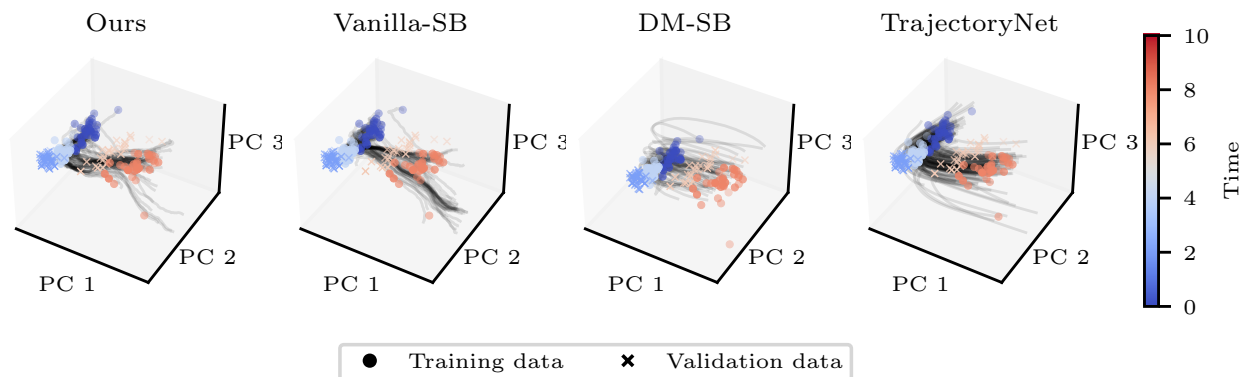 Ours
Vanilla-SB
DM-SB
TrajectoryNet
PC 1
PC 2
PC 3
PC 1
PC 2
PC 3
PC 1
PC 2
PC 3
PC 1
PC 2
PC 3
10
8
6
4
2
0
Time
Training data
Validation data